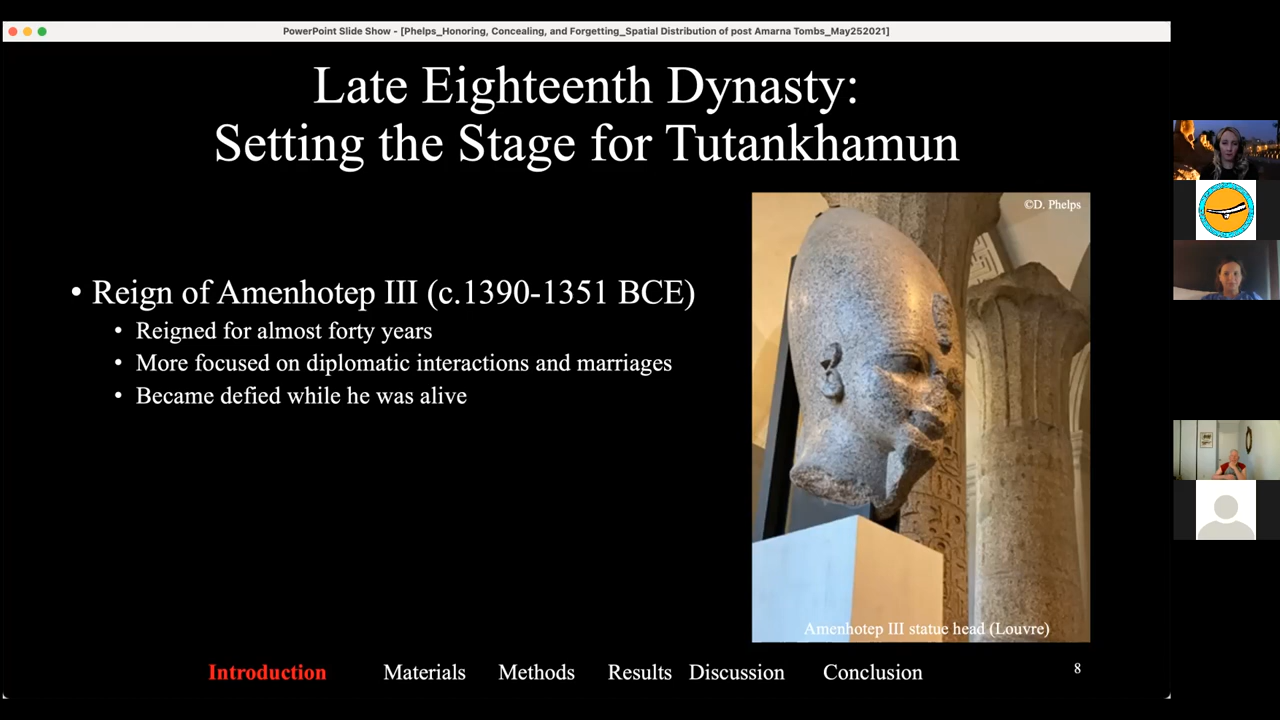 PowerPoint Slide Show - [Phelps_Honoring, Concealing, and Forgetting_Spatial Distribution of post Amarna Tombs_May252021]
Late Eighteenth Dynasty:
Setting the Stage for Tutankhamun
©D. Phelps
• Reign of Amenhotep III (c.1390-1351 BCE)
• Reigned for almost forty years
• More focused on diplomatic interactions and marriages
• Became defied while he was alive
Amenhotep III statue head (Louvre)
Introduction Materials Methods Results Discussion Conclusion 8